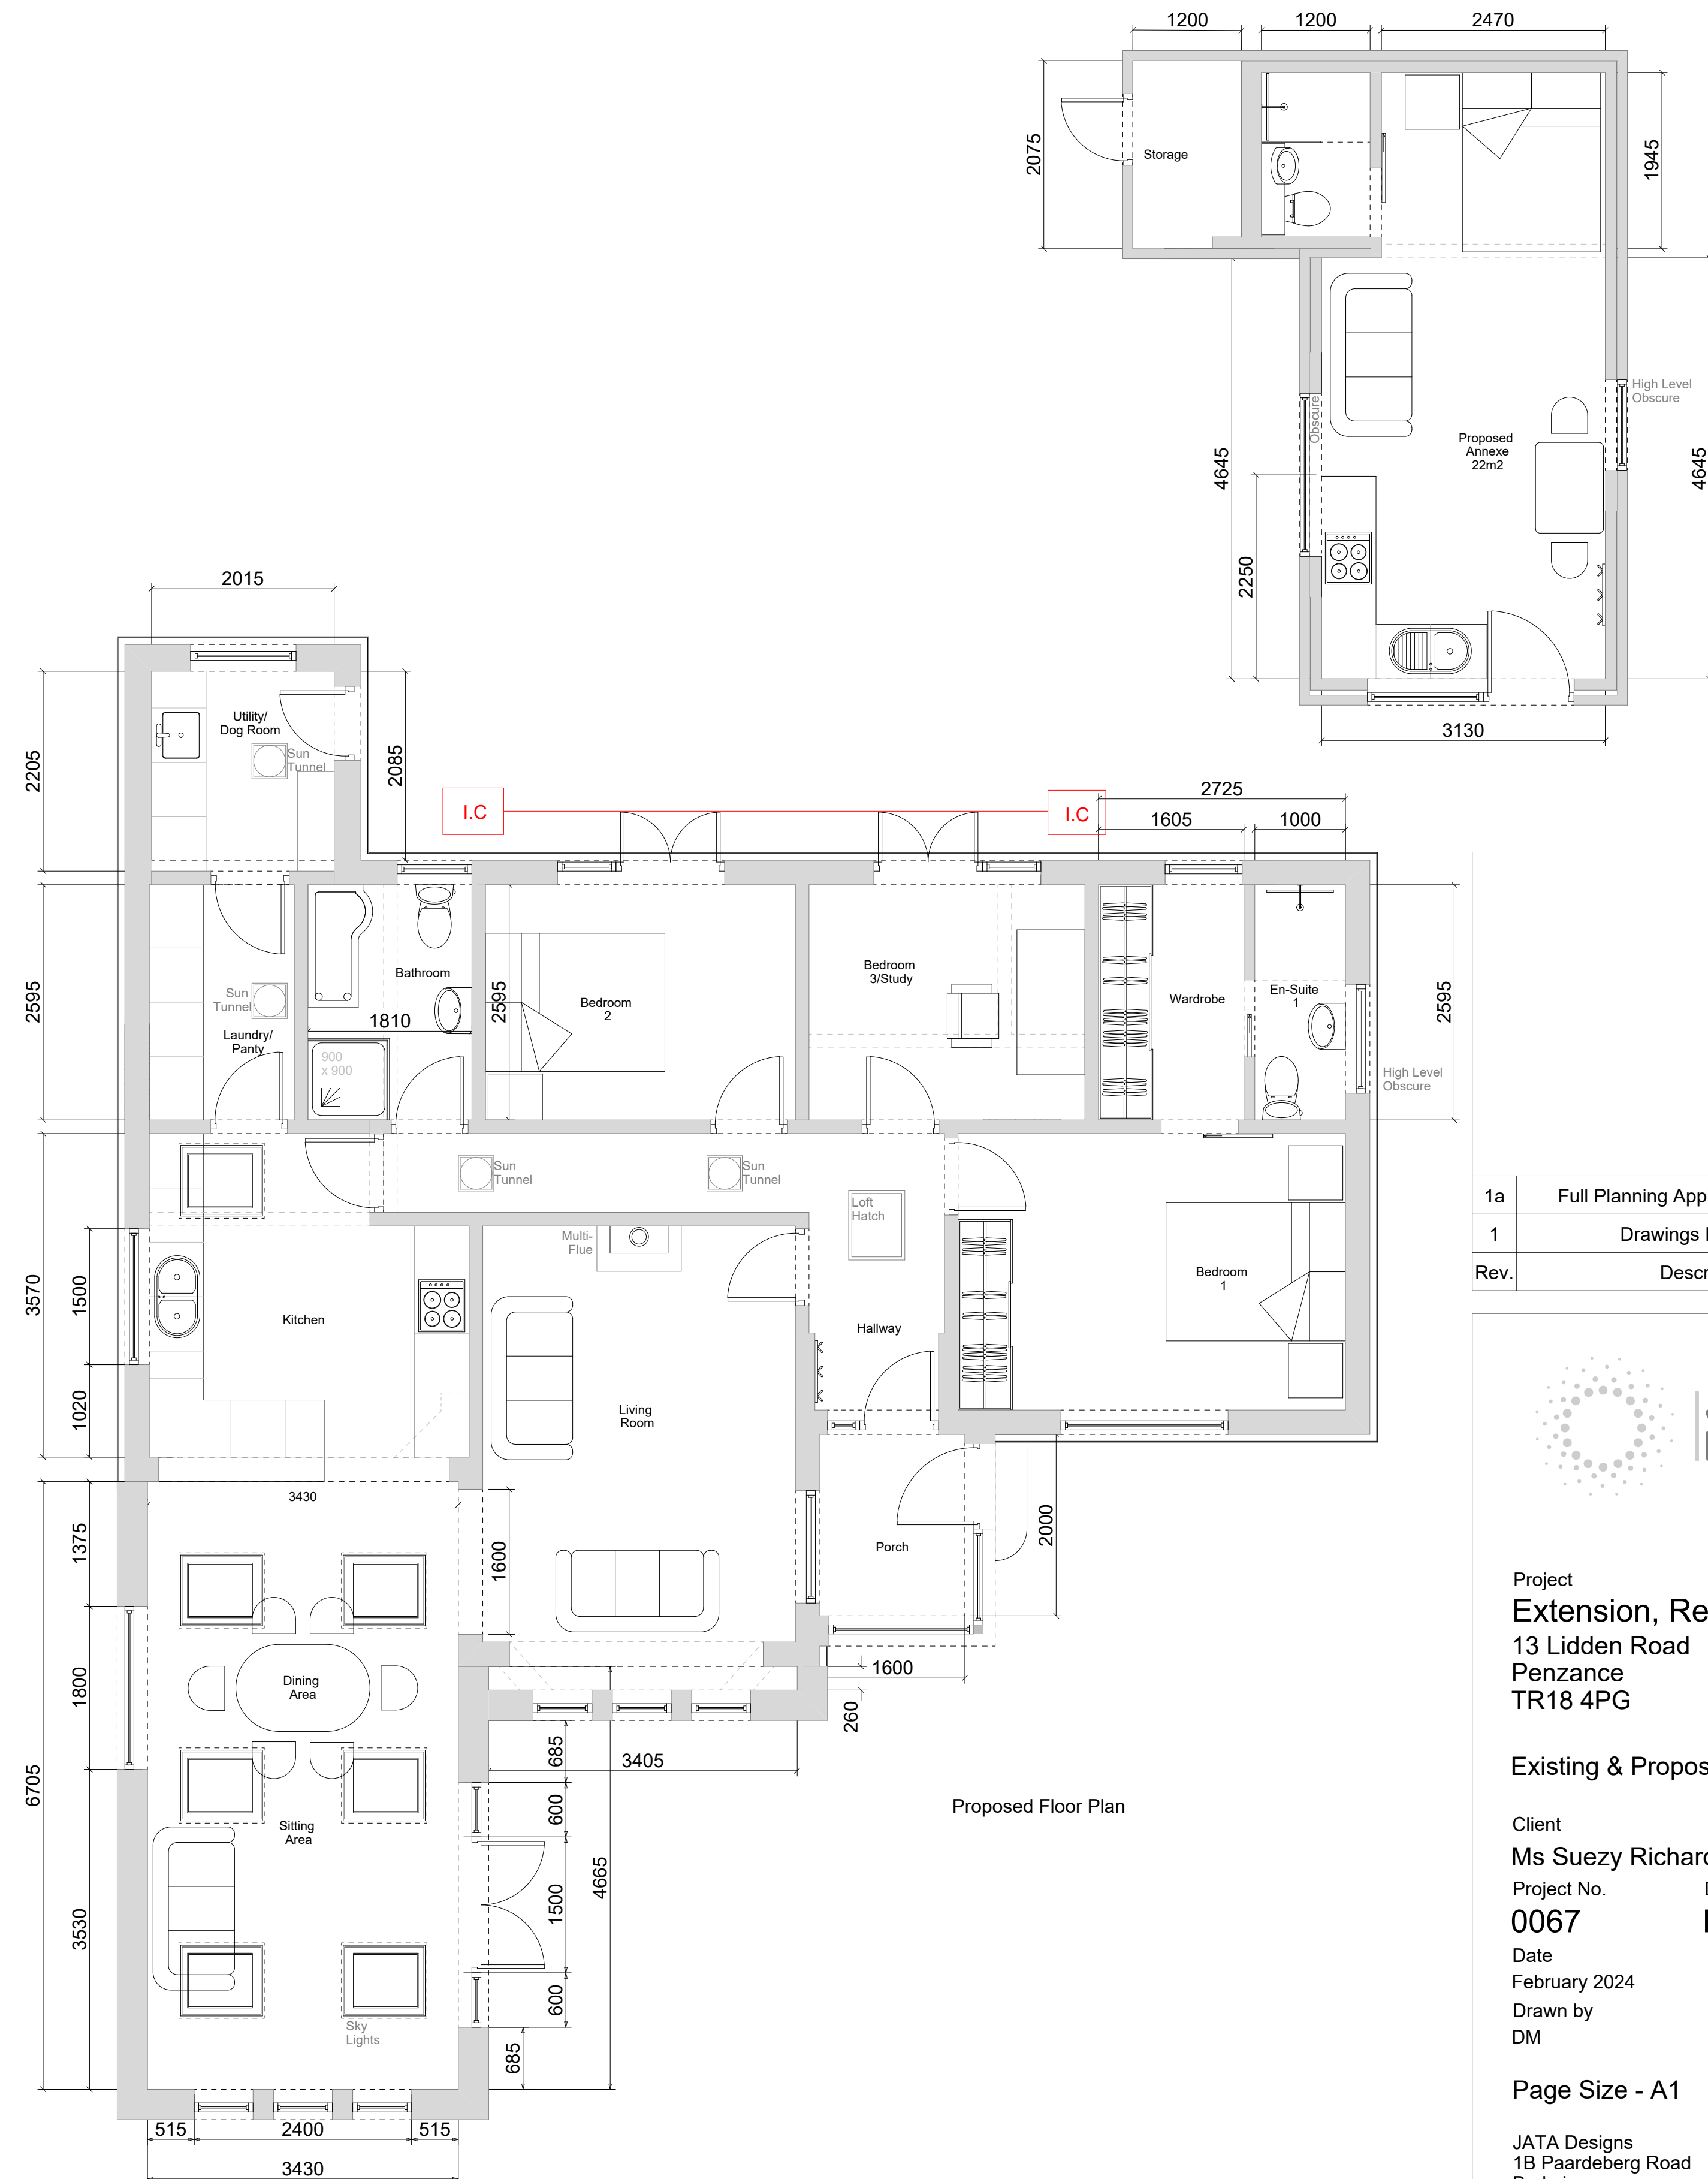 1200
1200
2470
2075
1945
Storage
High Level
Obscure
Obscure
Proposed
Annexe
22m2
4645
4645
2250
3130
2015
Utility/
Dog Room
Sun
Tunnel
2205
2085
I.C
I.C
2725
1605
1000
2595
Sun
Tunnel
Laundry/
Panty
Bathroom
1810
900
x 900
2595
Bedroom
2
Bedroom
3/Study
Wardrobe
En-Suite
1
2595
High Level
Obscure
Sun
Tunnel
Sun
Tunnel
Loft
Hatch
Multi-
Flue
3570
1500
1020
Kitchen
Hallway
Bedroom
1
Living
Room
3430
1375
1600
Porch
2000
1800
Dining
Area
1600
260
6705
685
3405
600
Sitting
Area
4665
1500
3530
600
Sky
Lights
685
515
2400
515
3430
Proposed Floor Plan
1a
Full Planning App
1
Drawings
Rev.
Descr
Project
Extension, Re
13 Lidden Road
Penzance
TR18 4PG
Existing & Propos
Client
Ms Suezy Richard
Project No.
0067
Date
February 2024
Drawn by
DM
Page Size - A1
JATA Designs
1B Paardeberg Road